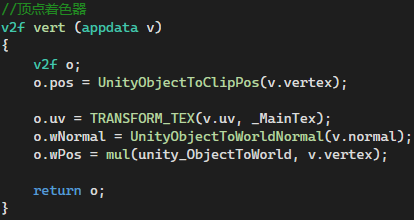 //顶点着色器
v2f vert (appdata v)
{
v2f o;
o.pos = UnityObjectToClipPos(v.vertex);
o.uv = TRANSFORM_TEX(v.uv, _MainTex);
o.wNormal = UnityObjectToWorldNormal(v.normal);
o.wPos = mul(unity_ObjectToWorld, v.vertex);
return o;
}